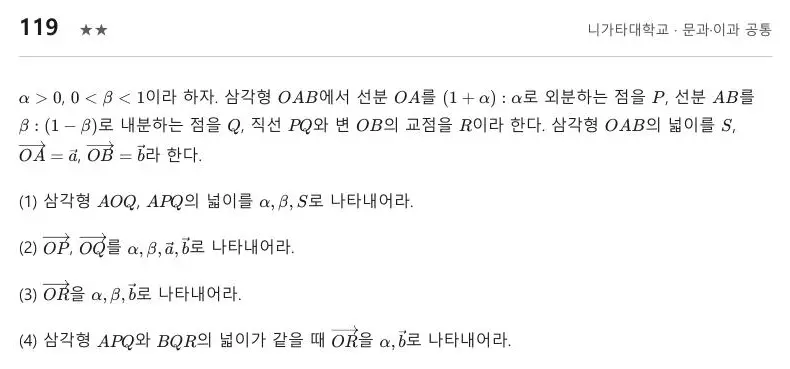 119 ★★
니가타대학교 · 문과·이과 공통
α > 0, 0 < β < 1이라 하자. 삼각형 OAB에서 선분 OA를 (1 + α) : α로 외분하는 점을 P, 선분 AB를
β : (1 − β)로 내분하는 점을 Q, 직선 PQ와 변 OB의 교점을 R이라 한다. 삼각형 OAB의 넓이를 S,
$\overrightarrow{OA} = \vec{a}$, $\overrightarrow{OB} = \vec{b}$라 한다.
(1) 삼각형 AOQ, APQ의 넓이를 α, β, S로 나타내어라.
(2) $\overrightarrow{OP}$, $\overrightarrow{OQ}$를 α, β, $\vec{a}$, $\vec{b}$로 나타내어라.
(3) $\overrightarrow{OR}$을 α, β, $\vec{b}$로 나타내어라.
(4) 삼각형 APQ와 BQR의 넓이가 같을 때 $\overrightarrow{OR}$을 α, $\vec{b}$로 나타내어라.